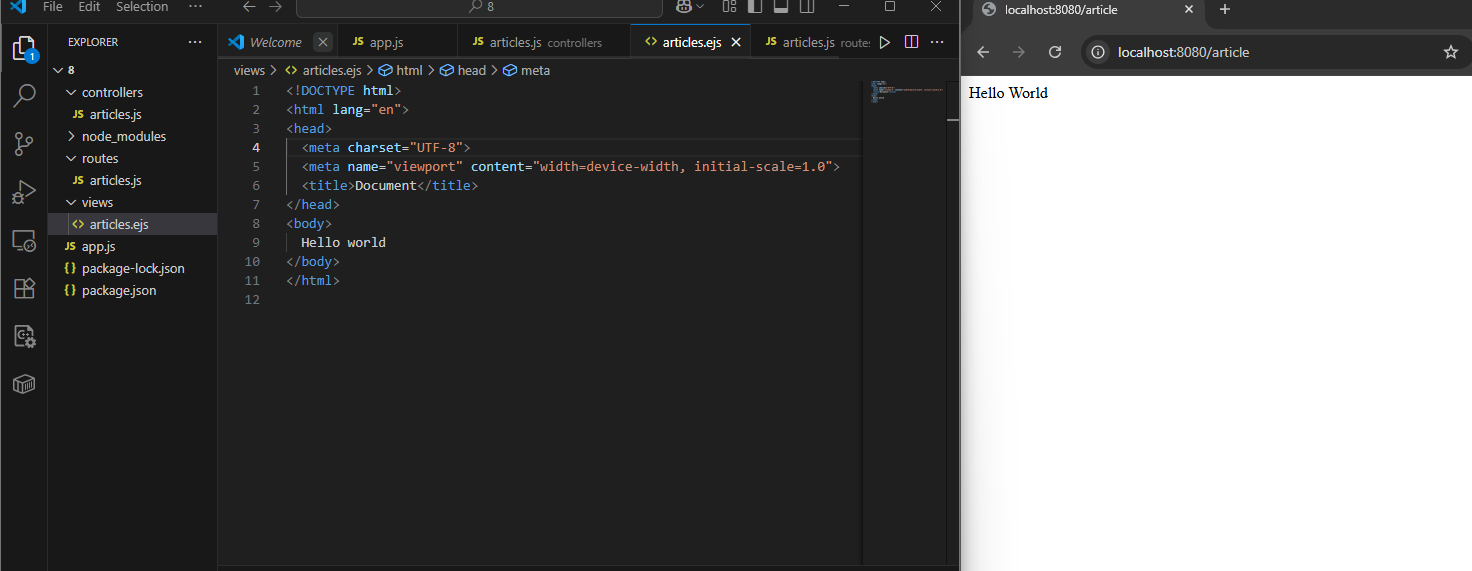 File Edit Selection ··· 8
EXPLORER ···
8
controllers
JS articles.js
node_modules
routes
JS articles.js
views
<> articles.ejs
JS app.js
{} package-lock.json
{} package.json
1
Welcome JS app.js JS articles.js controllers <> articles.ejs JS articles.js routes ···
views > <> articles.ejs > html > head > meta
1 <!DOCTYPE html>
2 <html lang="en">
3 <head>
4 <meta charset="UTF-8">
5 <meta name="viewport" content="width=device-width, initial-scale=1.0">
6 <title>Document</title>
7 </head>
8 <body>
9 Hello world
10 </body>
11 </html>
12
localhost:8080/article
localhost:8080/article
Hello World